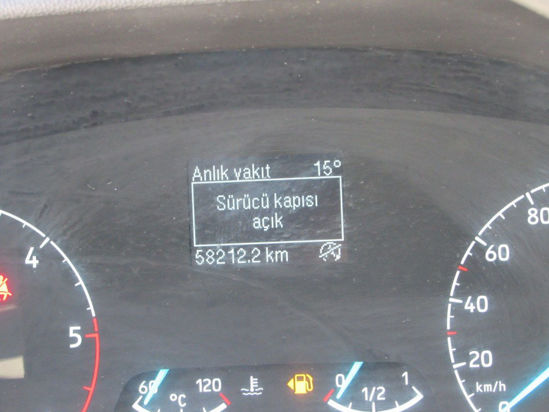 Anlık yakıt 15°
Sürücü kapısı
açık
58212.2 km
4
5
80
60
40
20
km/h
0
60 °C 120
0 1/2 1